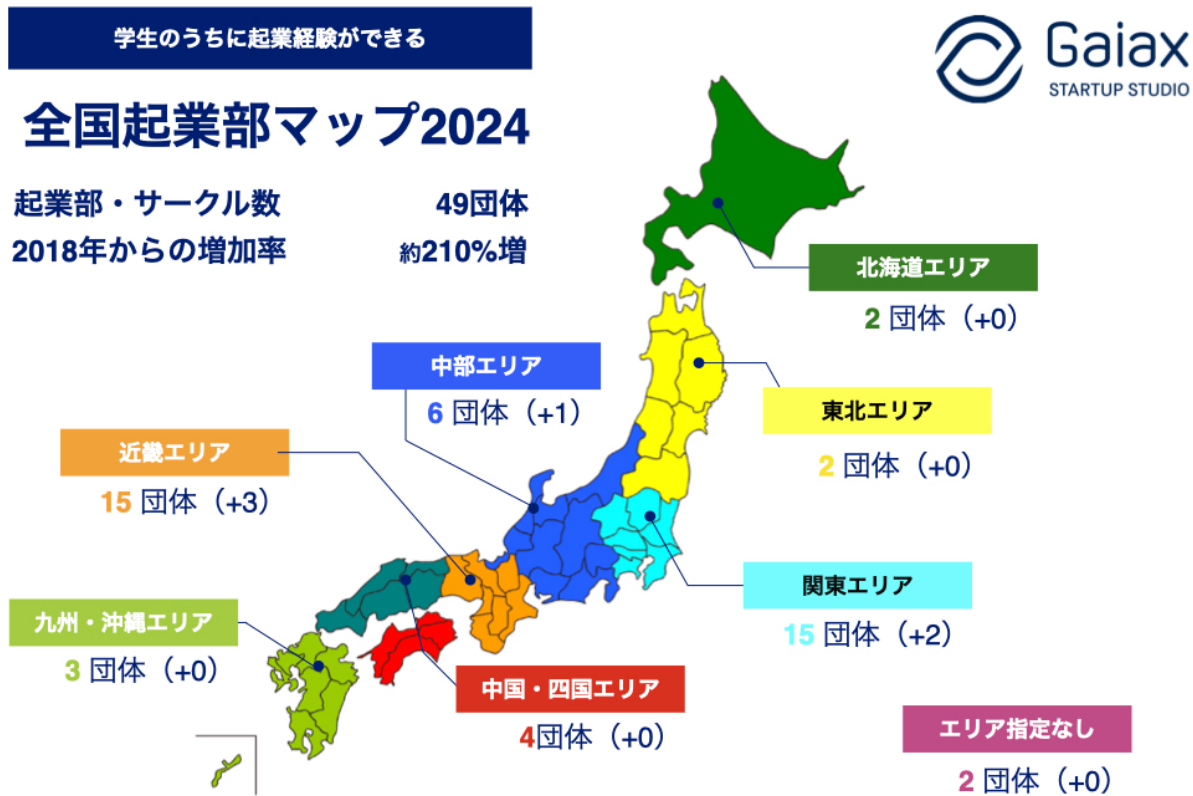 学生のうちに起業経験ができる
Gaiax
STARTUP STUDIO
全国起業部マップ2024
起業部・サークル数 49団体
2018年からの増加率 約210%増
北海道エリア
2 団体（+0）
中部エリア
6 団体（+1）
東北エリア
2 団体（+0）
近畿エリア
15 団体（+3）
関東エリア
15 団体（+2）
九州・沖縄エリア
3 団体（+0）
中国・四国エリア
4団体（+0）
エリア指定なし
2 団体（+0）